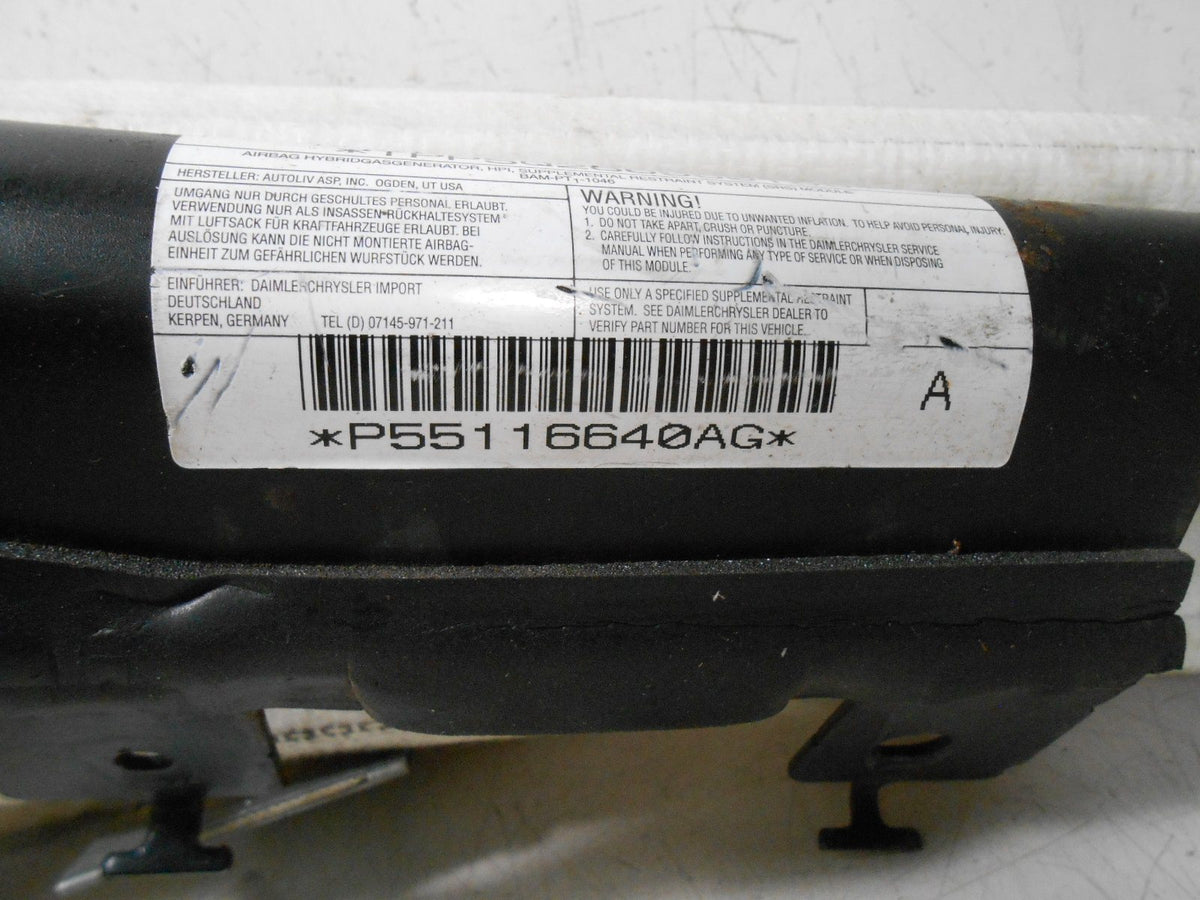 AIRBAG HYBRIDGASGENERATOR, HPI, SUPPLEMENTAL RESTRAINT SYSTEM (SRS) MODULE
BAM-PT1-1046
HERSTELLER: AUTOLIV ASP, INC. OGDEN, UT USA
UMGANG NUR DURCH GESCHULTES PERSONAL ERLAUBT.
VERWENDUNG NUR ALS INSASSEN-RÜCKHALTESYSTEM
MIT LUFTSACK FÜR KRAFTFAHRZEUGE ERLAUBT. BEI
AUSLÖSUNG KANN DIE NICHT MONTIERTE AIRBAG-
EINHEIT ZUM GEFÄHRLICHEN WURFSTÜCK WERDEN.
WARNING!
YOU COULD BE INJURED DUE TO UNWANTED INFLATION. TO HELP AVOID PERSONAL INJURY:
1. DO NOT TAKE APART, CRUSH OR PUNCTURE.
2. CAREFULLY FOLLOW INSTRUCTIONS IN THE DAIMLERCHRYSLER SERVICE
MANUAL WHEN PERFORMING ANY TYPE OF SERVICE OR WHEN DISPOSING
OF THIS MODULE.
EINFÜHRER: DAIMLERCHRYSLER IMPORT
DEUTSCHLAND
KERPEN, GERMANY TEL (D) 07145-971-211
USE ONLY A SPECIFIED SUPPLEMENTAL RESTRAINT
SYSTEM. SEE DAIMLERCHRYSLER DEALER TO
VERIFY PART NUMBER FOR THIS VEHICLE.
A
*P55116640AG*